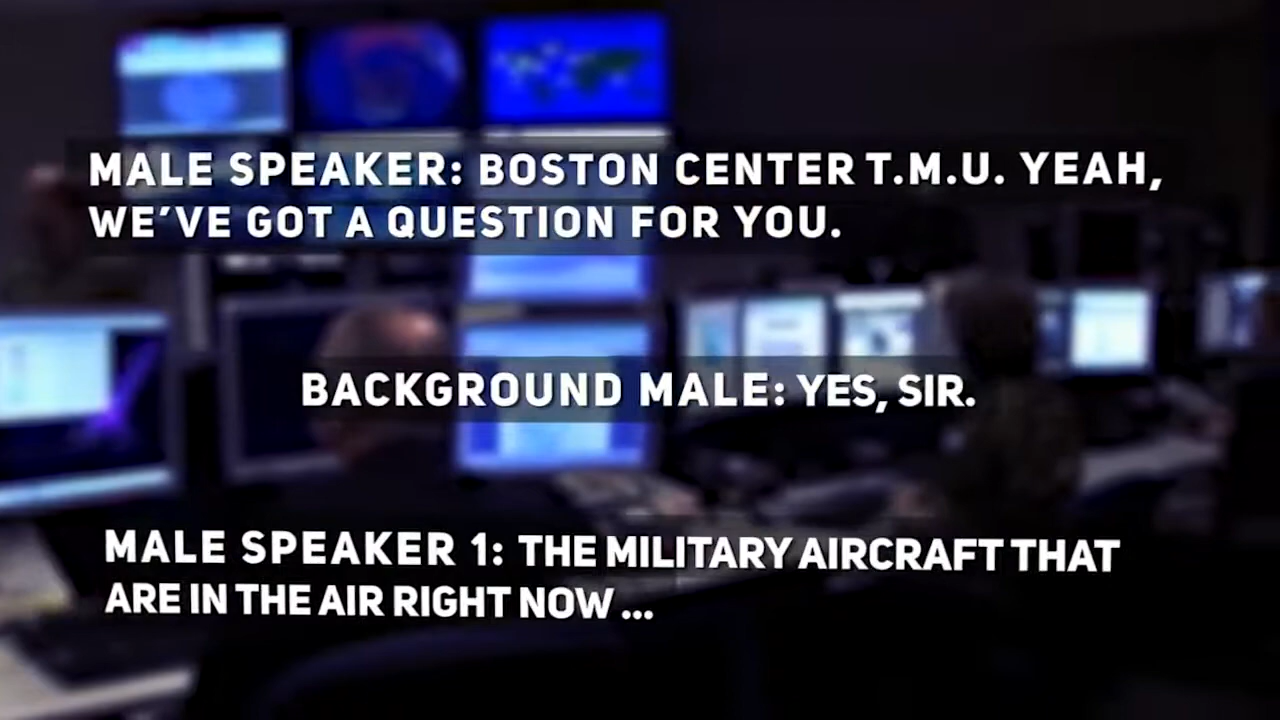 MALE SPEAKER: BOSTON CENTER T.M.U. YEAH,
WE'VE GOT A QUESTION FOR YOU.
BACKGROUND MALE: YES, SIR.
MALE SPEAKER 1: THE MILITARY AIRCRAFT THAT
ARE IN THE AIR RIGHT NOW ...